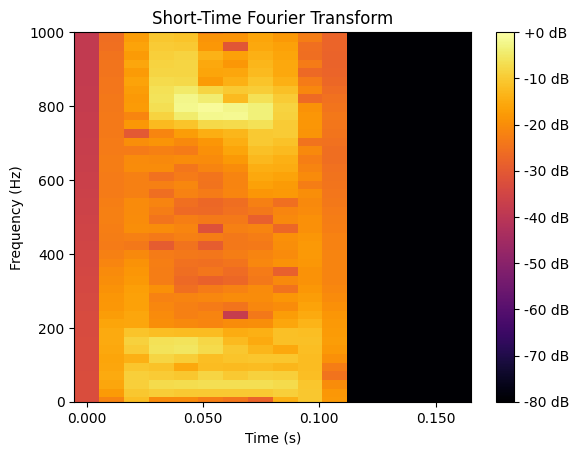 Short-Time Fourier Transform
1000
800
600
400
200
0
Frequency (Hz)
0.000
0.050
0.100
0.150
Time (s)
+0 dB
-10 dB
-20 dB
-30 dB
-40 dB
-50 dB
-60 dB
-70 dB
-80 dB